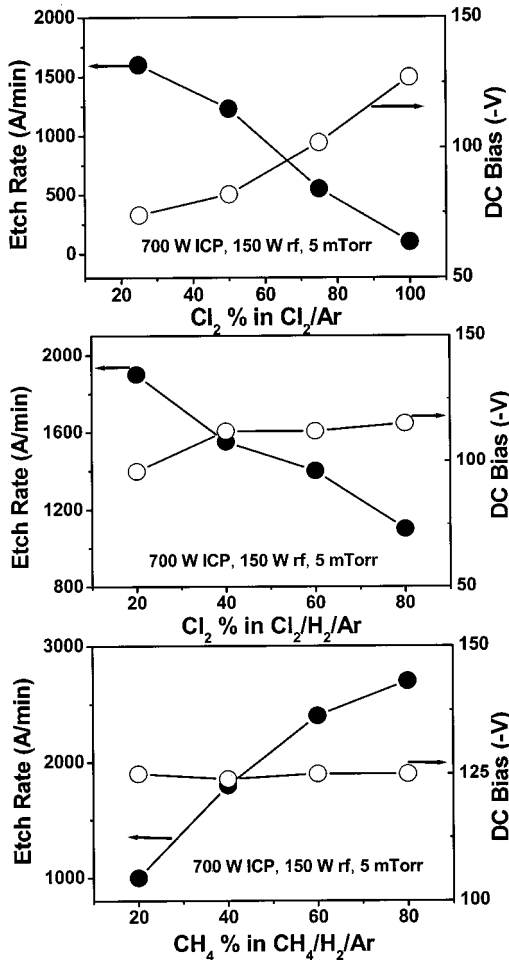 2000
1500
1000
500
0
Etch Rate (A/min)
150
100
50
DC Bias (-V)
700 W ICP, 150 W rf, 5 mTorr
20 40 60 80 100
Cl₂ % in Cl₂/Ar
2000
1600
1200
800
Etch Rate (A/min)
150
100
50
DC Bias (-V)
700 W ICP, 150 W rf, 5 mTorr
20 40 60 80
Cl₂ % in Cl₂/H₂/Ar
3000
2000
1000
Etch Rate (A/min)
150
125
100
DC Bias (-V)
700 W ICP, 150 W rf, 5 mTorr
20 40 60 80
CH₄ % in CH₄/H₂/Ar